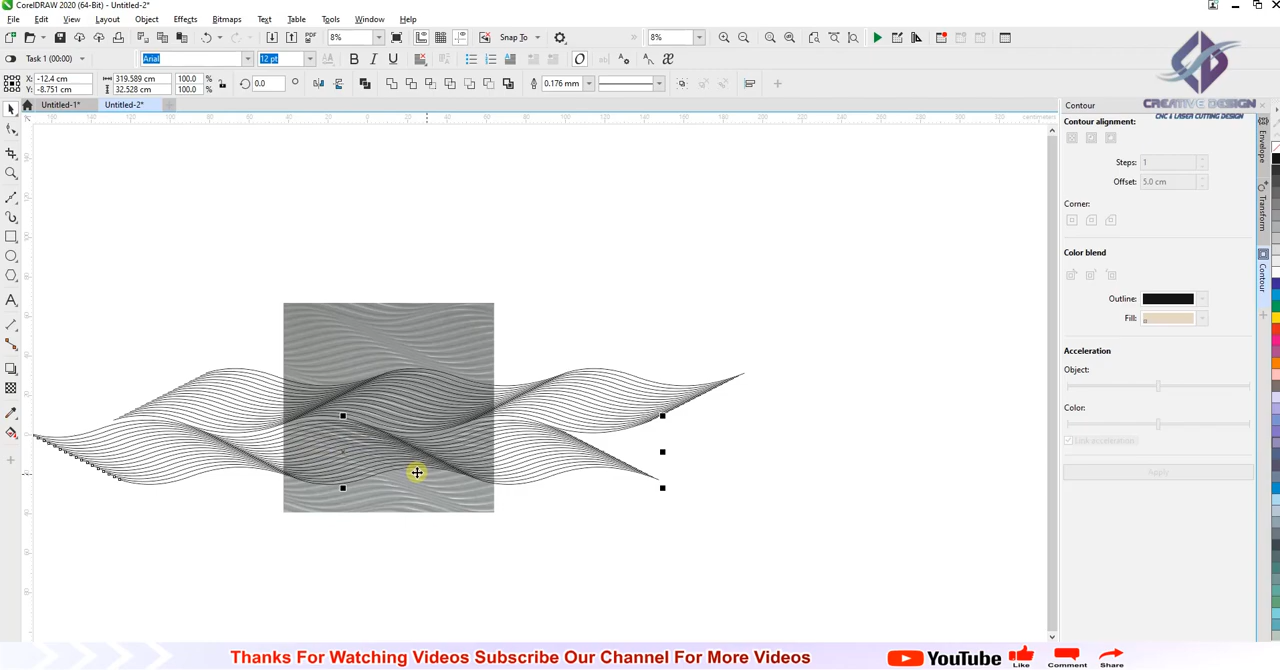 CorelDRAW 2020 (64-Bit) - Untitled-2*
File Edit View Layout Object Effects Bitmaps Text Table Tools Window Help
8% Snap To 8%
Task 1 (00:00) Arial 12 pt
X: -12.4 cm 319.589 cm 100.0 % 0.0 0.176 mm
Y: -8.751 cm 32.528 cm 100.0 %
Untitled-1* Untitled-2*
centimeters
CREATIVE DESIGN
CNC & LASER CUTTING DESIGN
Contour
Contour alignment:
Steps: 1
Offset: 5.0 cm
Corner:
Color blend
Outline:
Fill:
Acceleration
Object:
Color:
Link acceleration
Apply
Envelope
Transform
Contour
Thanks For Watching Videos Subscribe Our Channel For More Videos
YouTube Like Comment Share